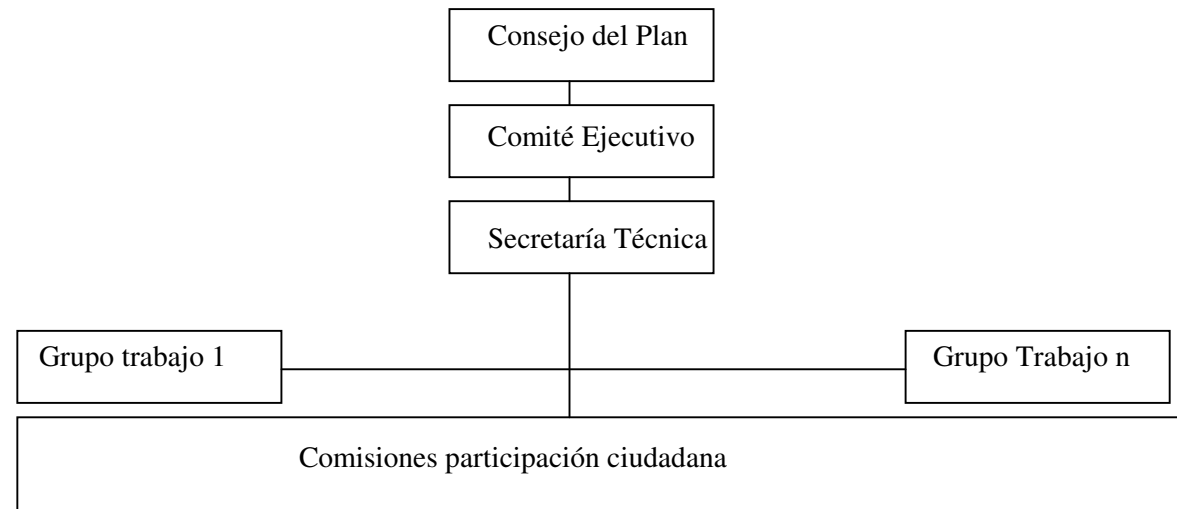 Consejo del Plan
Comité Ejecutivo
Secretaría Técnica
Grupo trabajo 1
Grupo Trabajo n
Comisiones participación ciudadana